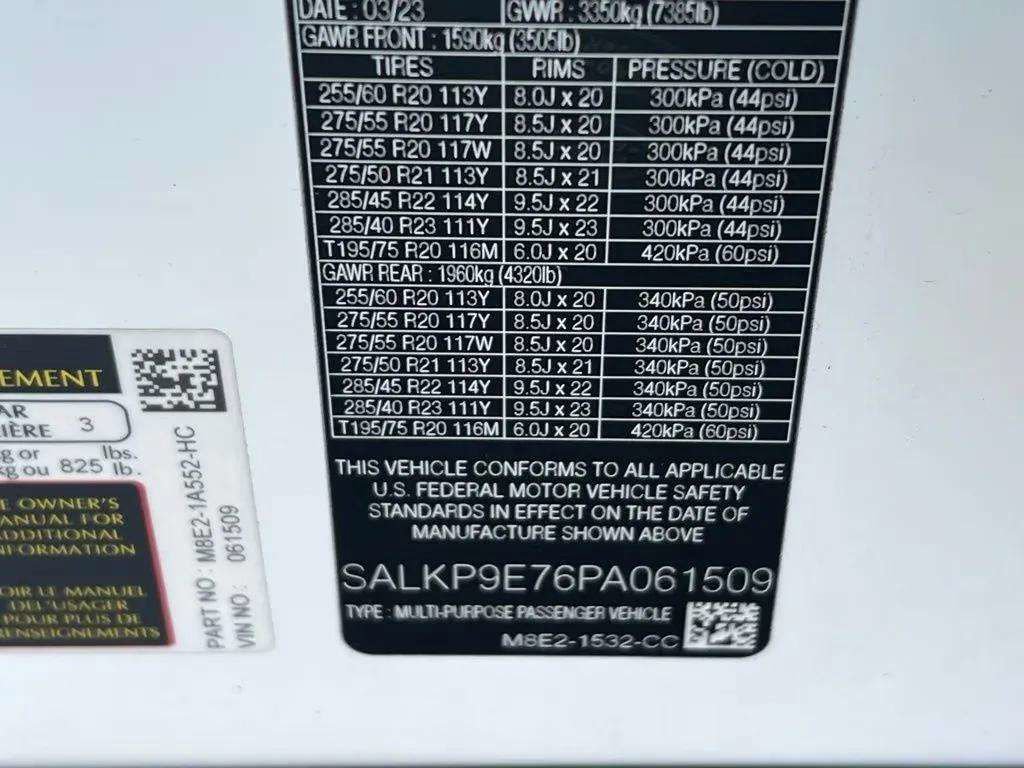 DATE : 03/23 GVWR : 3350kg (7385lb)
GAWR FRONT : 1590kg (3505lb)
TIRES RIMS PRESSURE (COLD)
255/60 R20 113Y 8.0J x 20 300kPa (44psi)
275/55 R20 117Y 8.5J x 20 300kPa (44psi)
275/55 R20 117W 8.5J x 20 300kPa (44psi)
275/50 R21 113Y 8.5J x 21 300kPa (44psi)
285/45 R22 114Y 9.5J x 22 300kPa (44psi)
285/40 R23 111Y 9.5J x 23 300kPa (44psi)
T195/75 R20 116M 6.0J x 20 420kPa (60psi)
GAWR REAR : 1960kg (4320lb)
255/60 R20 113Y 8.0J x 20 340kPa (50psi)
275/55 R20 117Y 8.5J x 20 340kPa (50psi)
275/55 R20 117W 8.5J x 20 340kPa (50psi)
275/50 R21 113Y 8.5J x 21 340kPa (50psi)
285/45 R22 114Y 9.5J x 22 340kPa (50psi)
285/40 R23 111Y 9.5J x 23 340kPa (50psi)
T195/75 R20 116M 6.0J x 20 420kPa (60psi)
THIS VEHICLE CONFORMS TO ALL APPLICABLE
U.S. FEDERAL MOTOR VEHICLE SAFETY
STANDARDS IN EFFECT ON THE DATE OF
MANUFACTURE SHOWN ABOVE
SALKP9E76PA061509
TYPE : MULTI-PURPOSE PASSENGER VEHICLE
M8E2-1532-CC
EMENT
AR
IÈRE 3
g or lbs.
kg ou 825 lb.
E OWNER'S
ANUAL FOR
ADDITIONAL
NFORMATION
OIR LE MANUEL
DEL'USAGER
POUR PLUS DE
RENSEIGNEMENTS
PART NO : M8E2-1A552-HC
VIN NO : 061509